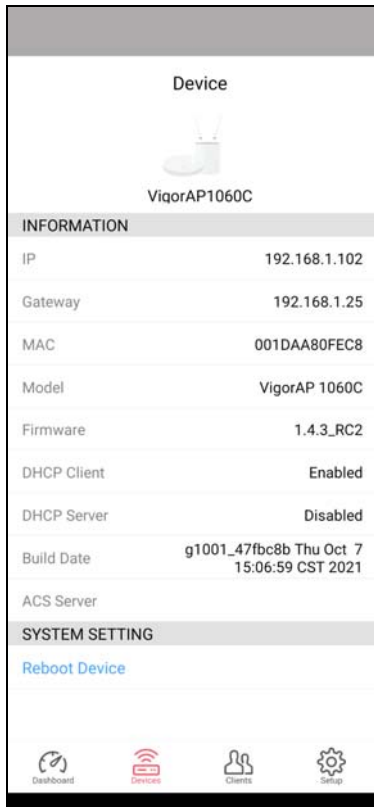 Device
VigorAP1060C
INFORMATION
IP 192.168.1.102
Gateway 192.168.1.25
MAC 001DAA80FEC8
Model VigorAP 1060C
Firmware 1.4.3_RC2
DHCP Client Enabled
DHCP Server Disabled
Build Date g1001_47fbc8b Thu Oct 7
15:06:59 CST 2021
ACS Server
SYSTEM SETTING
Reboot Device
Dashboard Devices Clients Setup